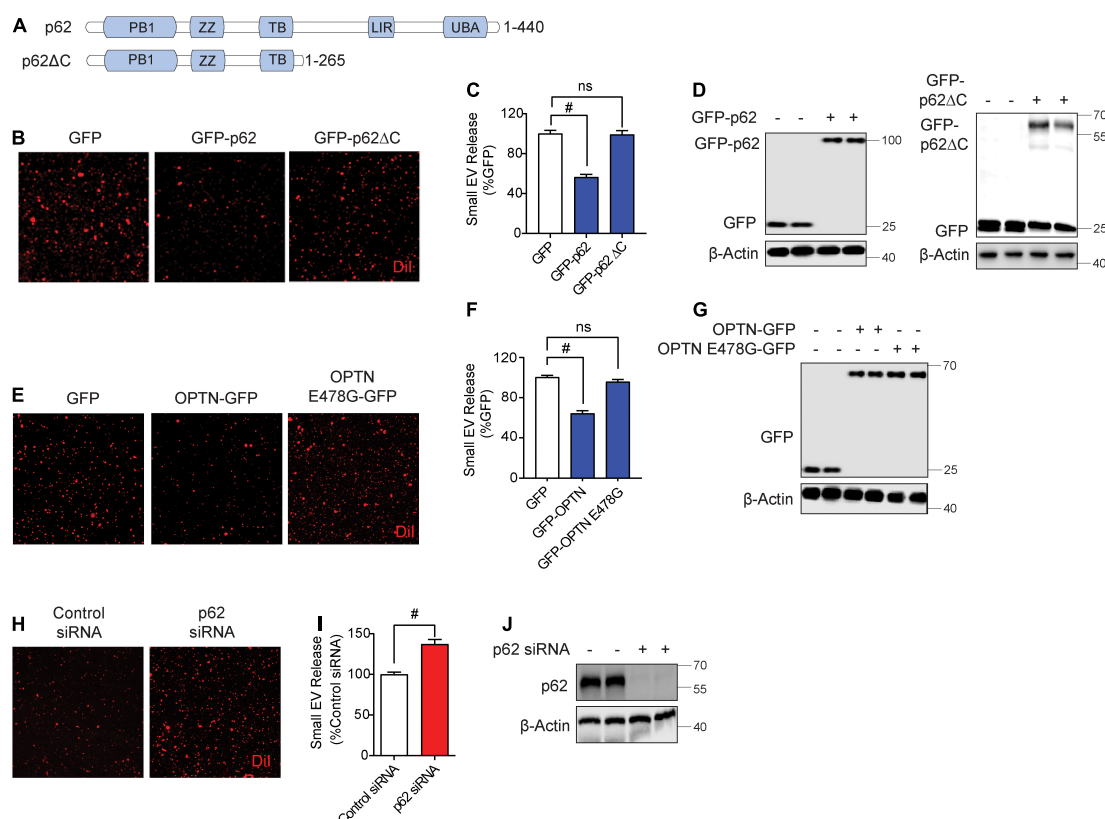 A
p62
PB1 ZZ TB LIR UBA
1-440
p62ΔC
PB1 ZZ TB
1-265
B
GFP GFP-p62 GFP-p62ΔC
DiI
C
ns
#
Small EV Release
(%GFP)
120
80
40
0
GFP
GFP-p62
GFP-p62 ΔC
D
GFP-p62 - - + +
GFP-p62
100
GFP
25
β-Actin
40
GFP-
p62ΔC - - + +
GFP-
p62ΔC
70
55
GFP
25
β-Actin
40
E
GFP OPTN-GFP OPTN
E478G-GFP
DiI
F
ns
#
Small EV Release
(%GFP)
120
80
40
0
GFP
GFP-OPTN
GFP-OPTN E478G
G
OPTN-GFP - - + + - -
OPTN E478G-GFP - - - - + +
70
GFP
25
β-Actin
40
H
Control
siRNA
p62
siRNA
DiI
I
#
Small EV Release
(%Control siRNA)
150
100
50
0
Control siRNA
p62 siRNA
J
p62 siRNA - - + +
p62
70
55
β-Actin
40